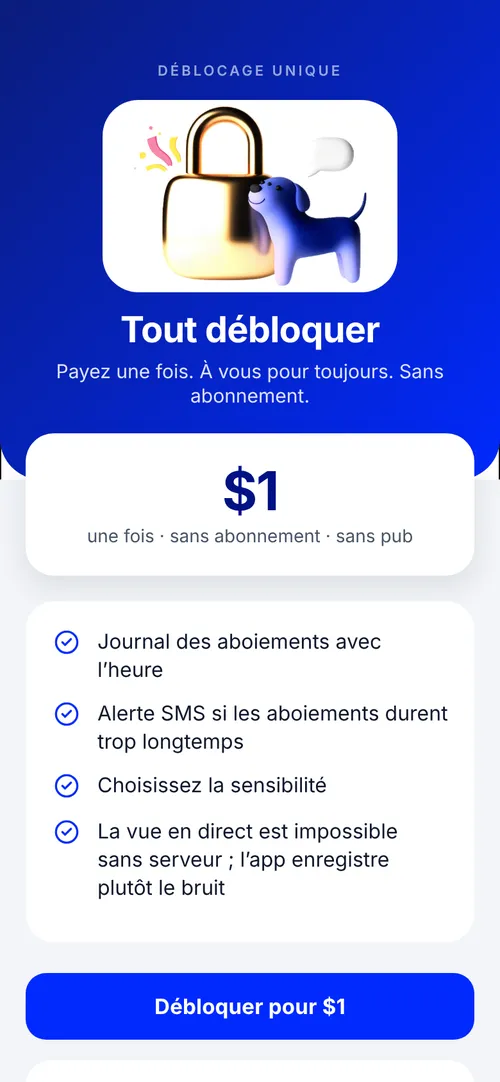 DÉBLOCAGE UNIQUE
Tout débloquer
Payez une fois. À vous pour toujours. Sans
abonnement.
$1
une fois · sans abonnement · sans pub
Journal des aboiements avec
l’heure
Alerte SMS si les aboiements durent
trop longtemps
Choisissez la sensibilité
La vue en direct est impossible
sans serveur ; l’app enregistre
plutôt le bruit
Débloquer pour $1